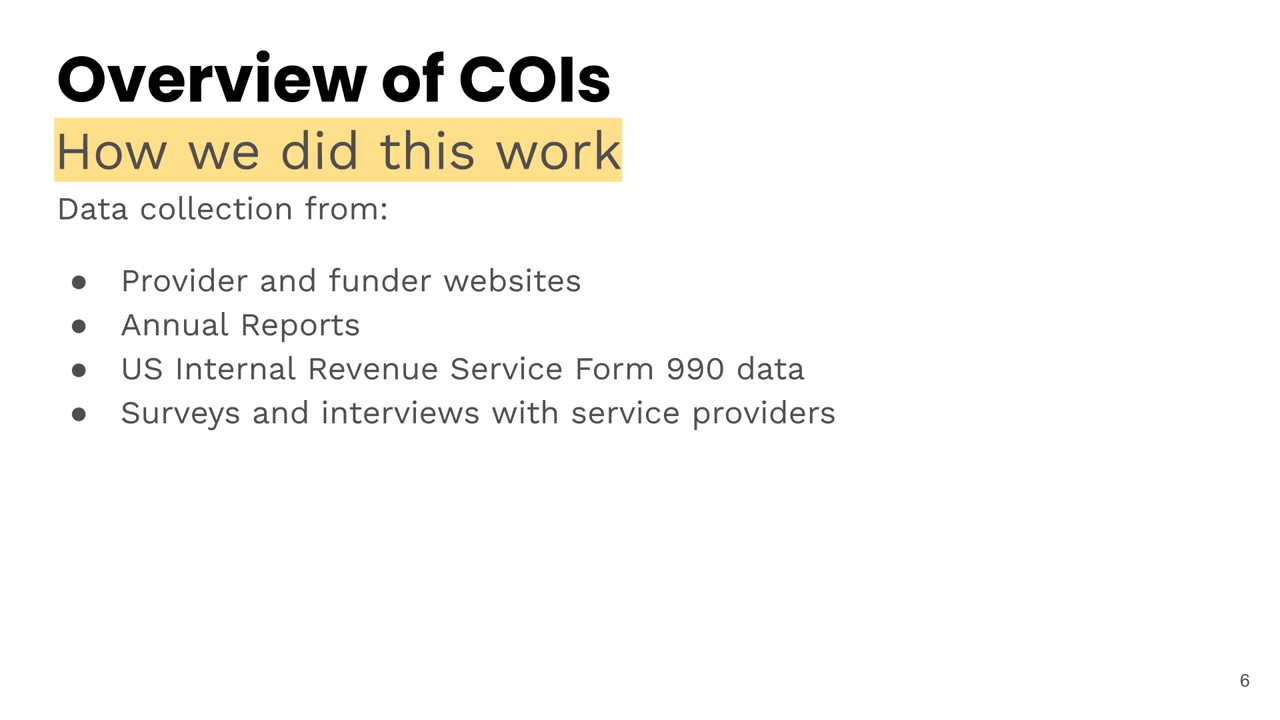 Overview of COIs
How we did this work
Data collection from:
● Provider and funder websites
● Annual Reports
● US Internal Revenue Service Form 990 data
● Surveys and interviews with service providers
6